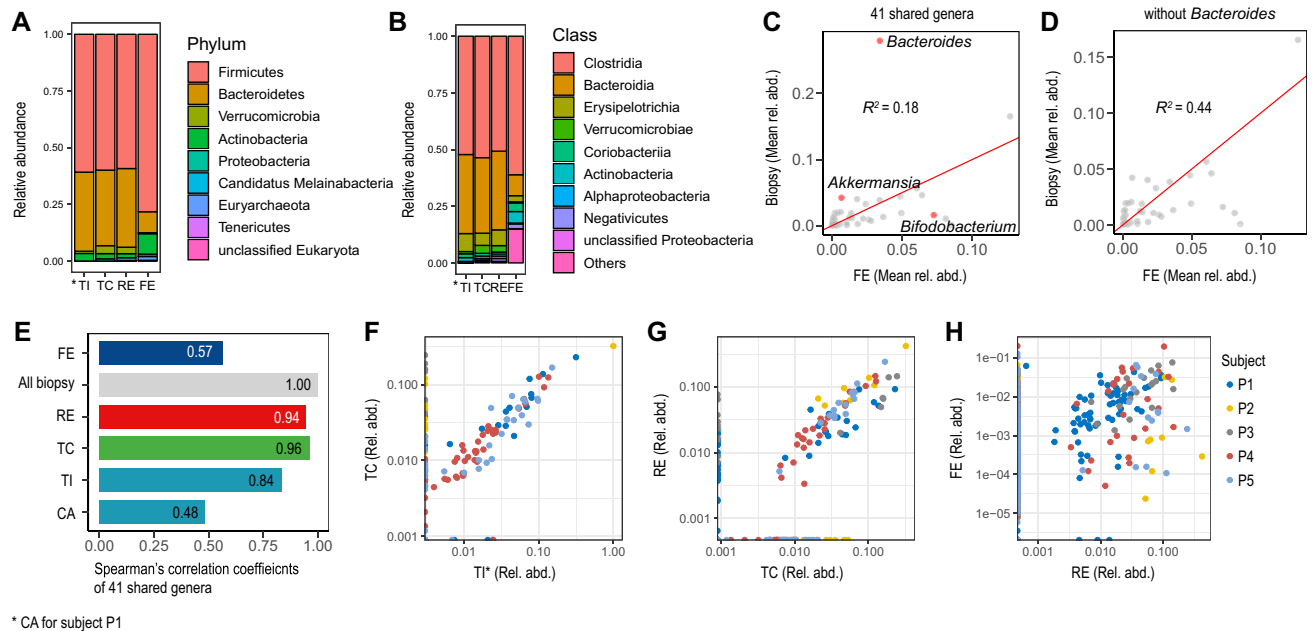 A
Relative abundance
1.00
0.75
0.50
0.25
0.00
* TI TC RE FE
Phylum
Firmicutes
Bacteroidetes
Verrucomicrobia
Actinobacteria
Proteobacteria
Candidatus Melainabacteria
Euryarchaeota
Tenericutes
unclassified Eukaryota
B
Relative abundance
1.00
0.75
0.50
0.25
0.00
* TI TC RE FE
Class
Clostridia
Bacteroidia
Erysipelotrichia
Verrucomicrobiae
Coriobacteriia
Actinobacteria
Alphaproteobacteria
Negativicutes
unclassified Proteobacteria
Others
C
41 shared genera
Biopsy (Mean rel. abd.)
0.2
0.1
0.0
Bacteroides
R² = 0.18
Akkermansia
Bifidobacterium
0.00 0.05 0.10
FE (Mean rel. abd.)
D
without Bacteroides
Biopsy (Mean rel. abd.)
0.15
0.10
0.05
0.00
R² = 0.44
0.00 0.05 0.10
FE (Mean rel. abd.)
E
FE 0.57
All biopsy 1.00
RE 0.94
TC 0.96
TI 0.84
CA 0.48
0.00 0.25 0.50 0.75 1.00
Spearman's correlation coeffieicnts
of 41 shared genera
* CA for subject P1
F
TC (Rel. abd.)
0.100
0.010
0.001
0.01 0.10 1.00
TI* (Rel. abd.)
G
RE (Rel. abd.)
0.100
0.010
0.001
0.001 0.010 0.100
TC (Rel. abd.)
H
FE (Rel. abd.)
1e-01
1e-02
1e-03
1e-04
1e-05
0.001 0.010 0.100
RE (Rel. abd.)
Subject
P1
P2
P3
P4
P5